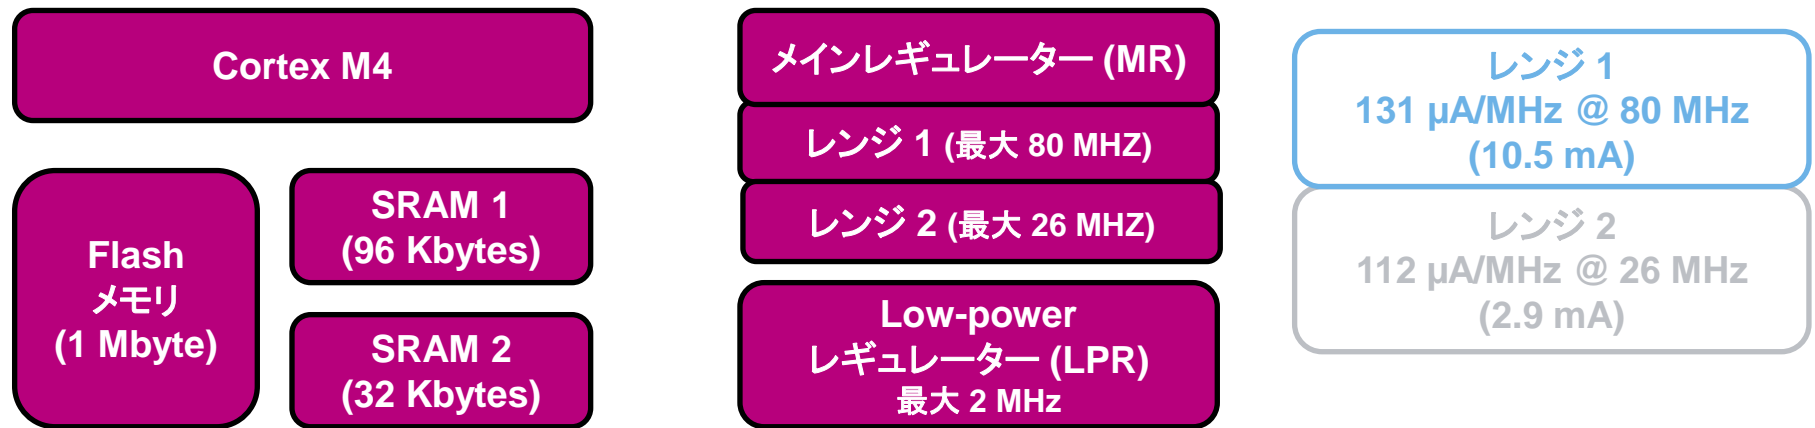 Cortex M4
Flash
メモリ
(1 Mbyte)
SRAM 1
(96 Kbytes)
SRAM 2
(32 Kbytes)
メインレギュレーター (MR)
レンジ 1 (最大 80 MHZ)
レンジ 2 (最大 26 MHZ)
Low-power
レギュレーター (LPR)
最大 2 MHz
レンジ 1
131 µA/MHz @ 80 MHz
(10.5 mA)
レンジ 2
112 µA/MHz @ 26 MHz
(2.9 mA)